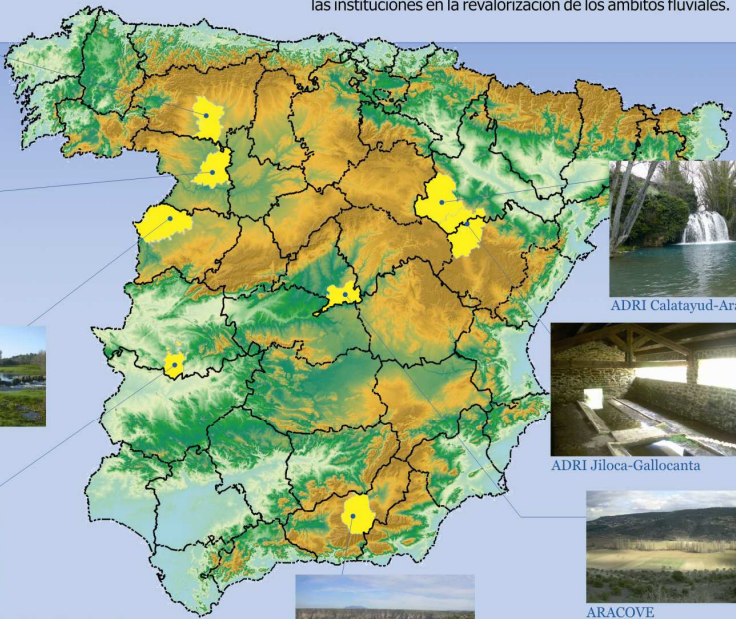 las instituciones en la revalorización de los ámbitos fluviales.
ADRI Calatayud-Ara
ADRI Jiloca-Gallocanta
ARACOVE